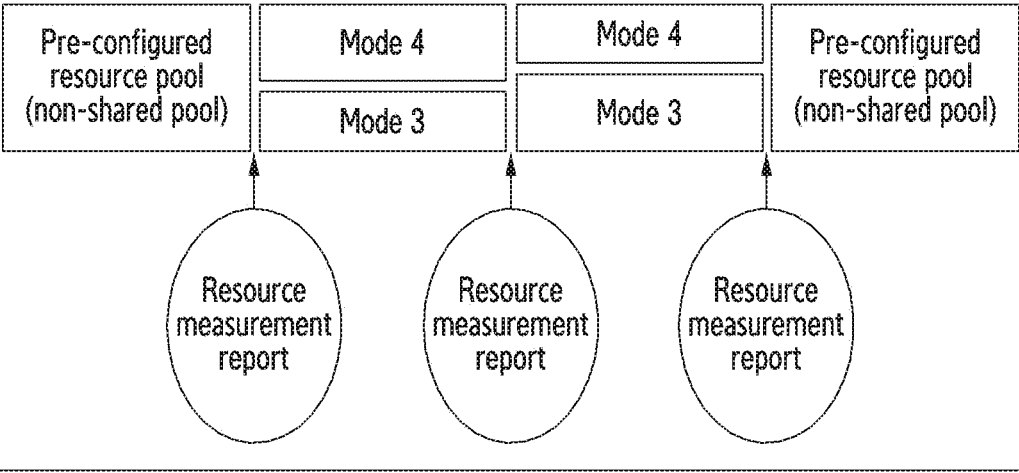 Pre-configured
resource pool
(non-shared pool)
Mode 4
Mode 3
Mode 4
Mode 3
Pre-configured
resource pool
(non-shared pool)
Resource
measurement
report
Resource
measurement
report
Resource
measurement
report